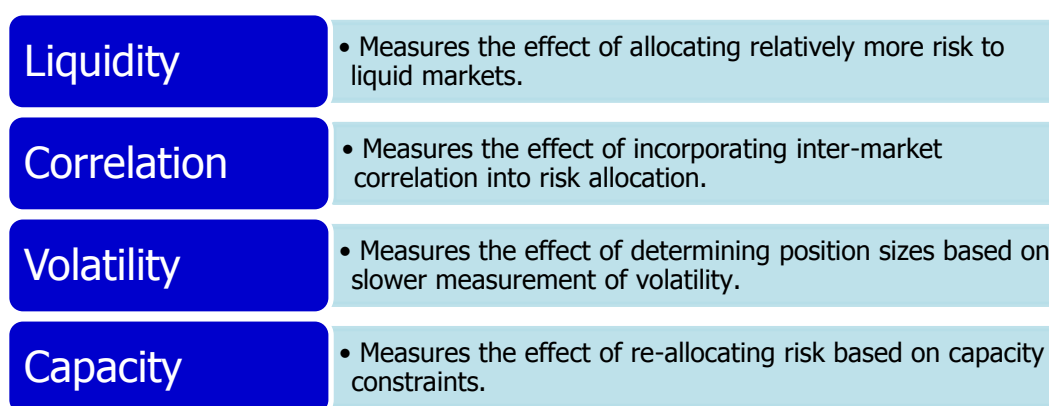 Liquidity
• Measures the effect of allocating relatively more risk to
liquid markets.
Correlation
• Measures the effect of incorporating inter-market
correlation into risk allocation.
Volatility
• Measures the effect of determining position sizes based on
slower measurement of volatility.
Capacity
• Measures the effect of re-allocating risk based on capacity
constraints.